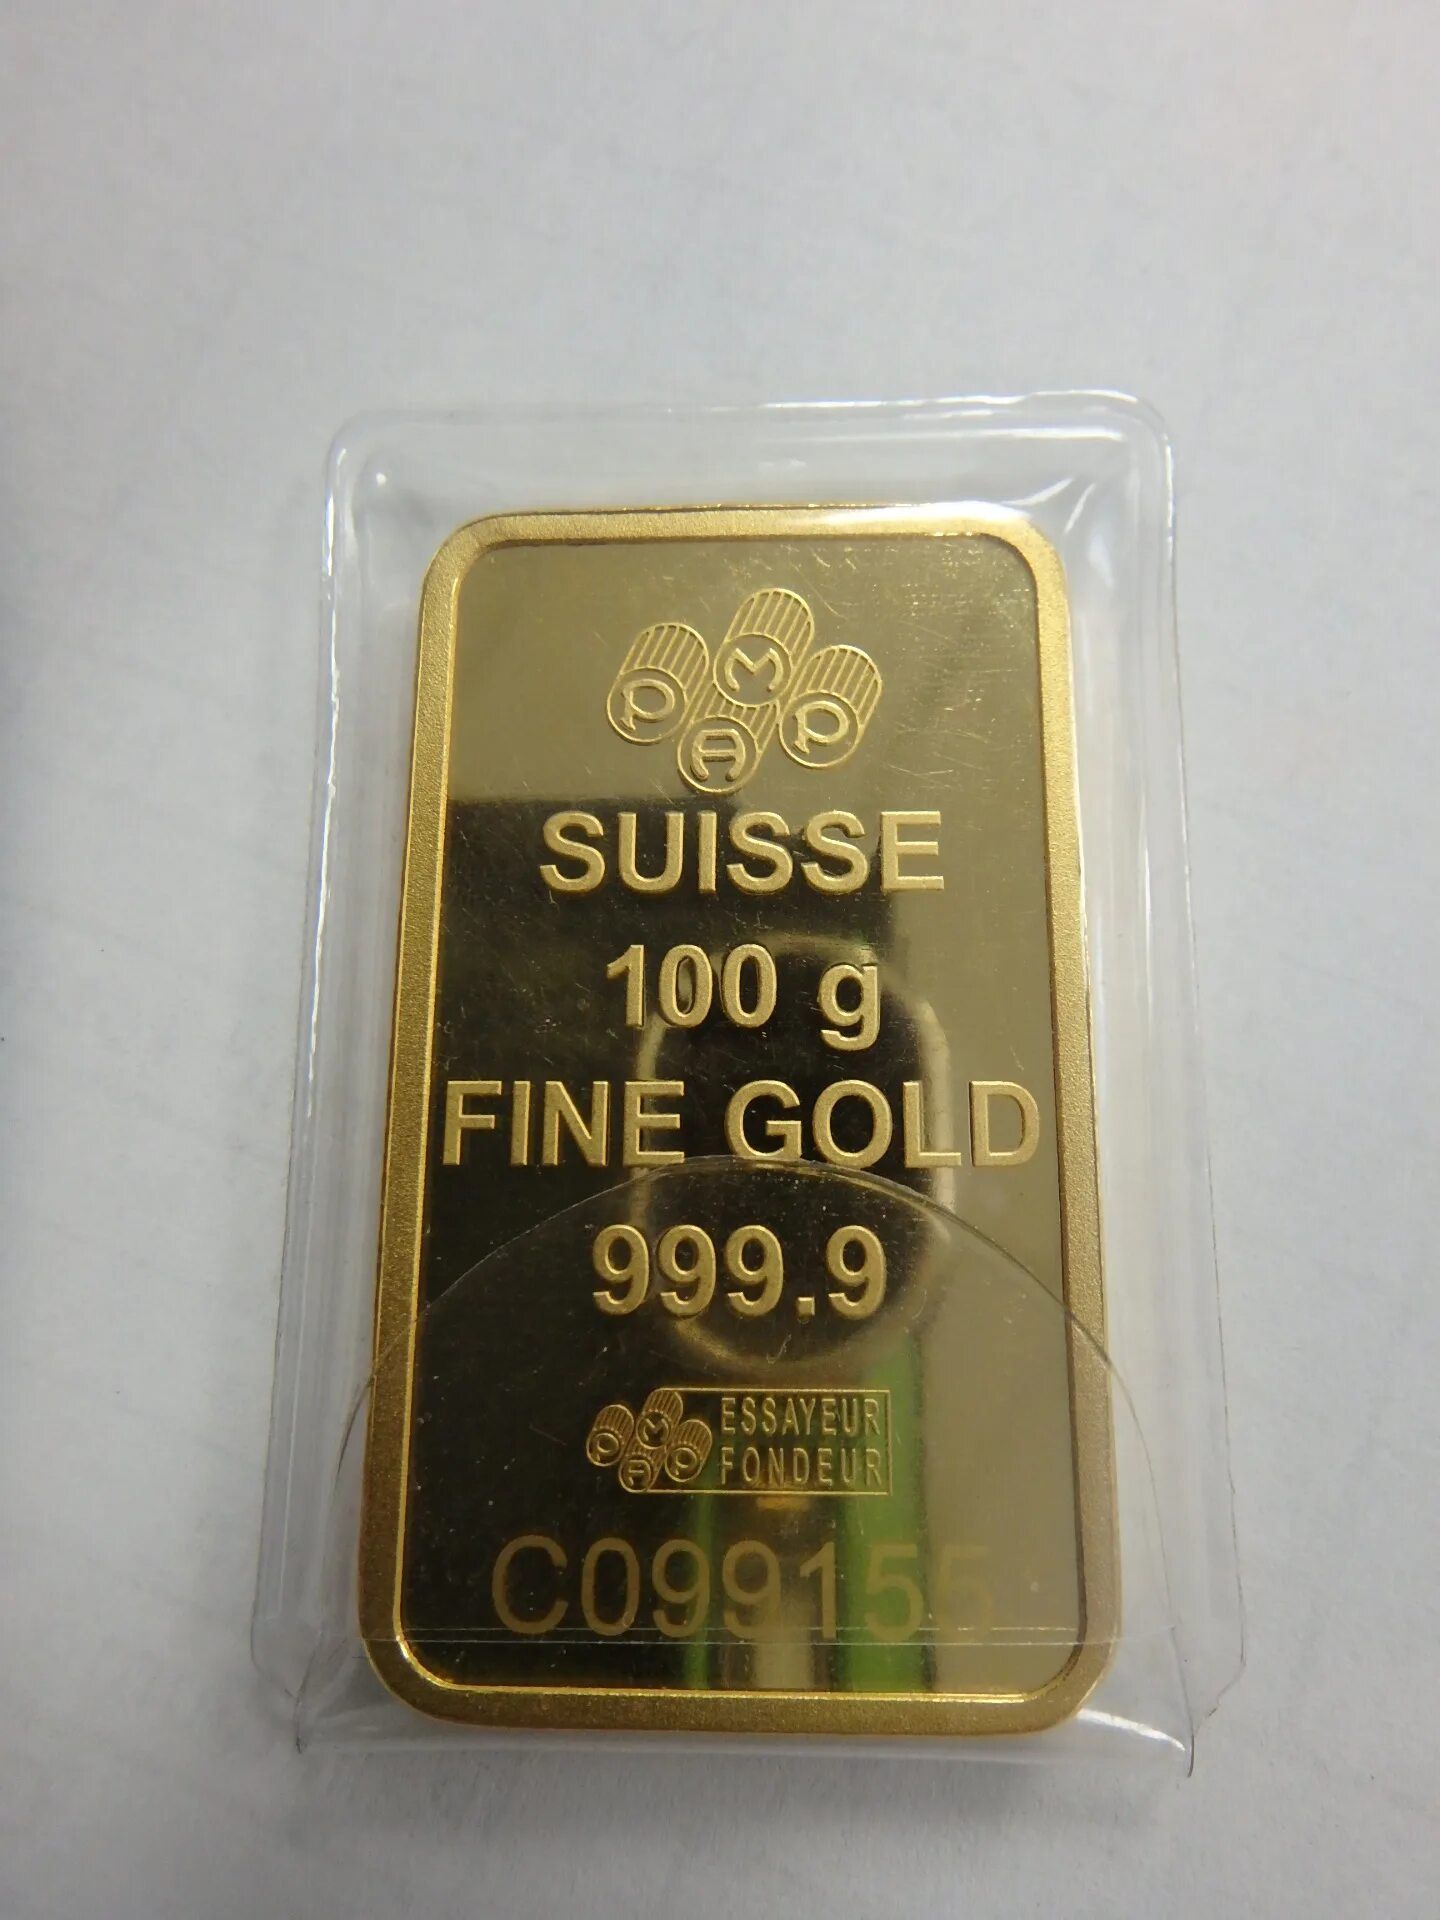 PAMP
SUISSE
100 g
FINE GOLD
999.9
PAMP ESSAYEUR
FONDEUR
C099155